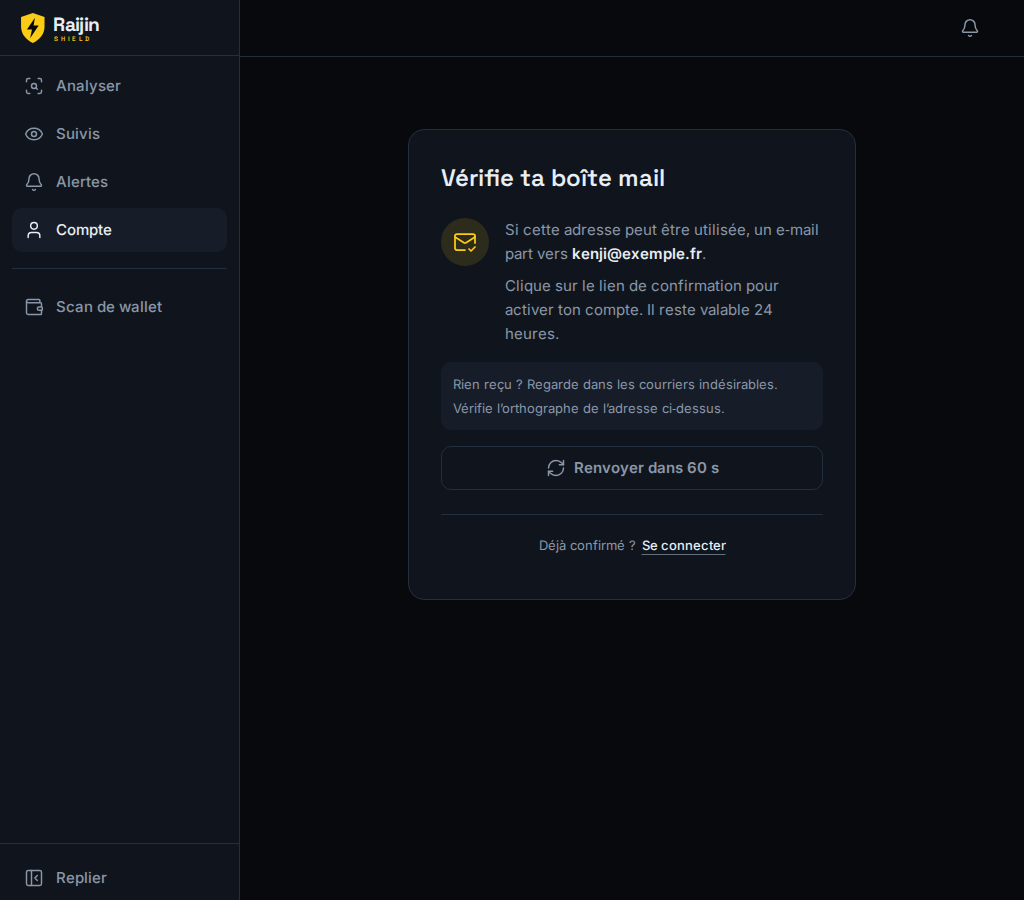 Raijin
SHIELD
Analyser
Suivis
Alertes
Compte
Scan de wallet
Replier
Vérifie ta boîte mail
Si cette adresse peut être utilisée, un e-mail
part vers kenji@exemple.fr.
Clique sur le lien de confirmation pour
activer ton compte. Il reste valable 24
heures.
Rien reçu ? Regarde dans les courriers indésirables.
Vérifie l’orthographe de l’adresse ci-dessus.
Renvoyer dans 60 s
Déjà confirmé ? Se connecter